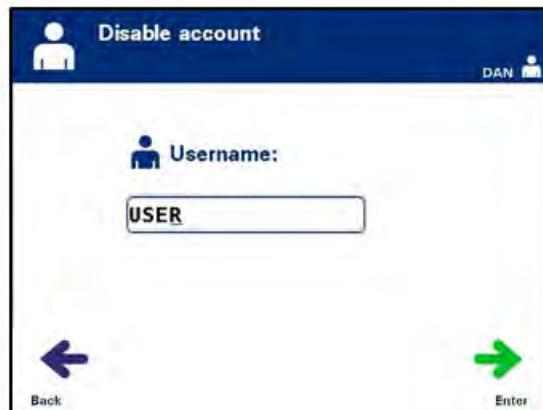 Disable account
DAN
Username:
USER
Back
Enter